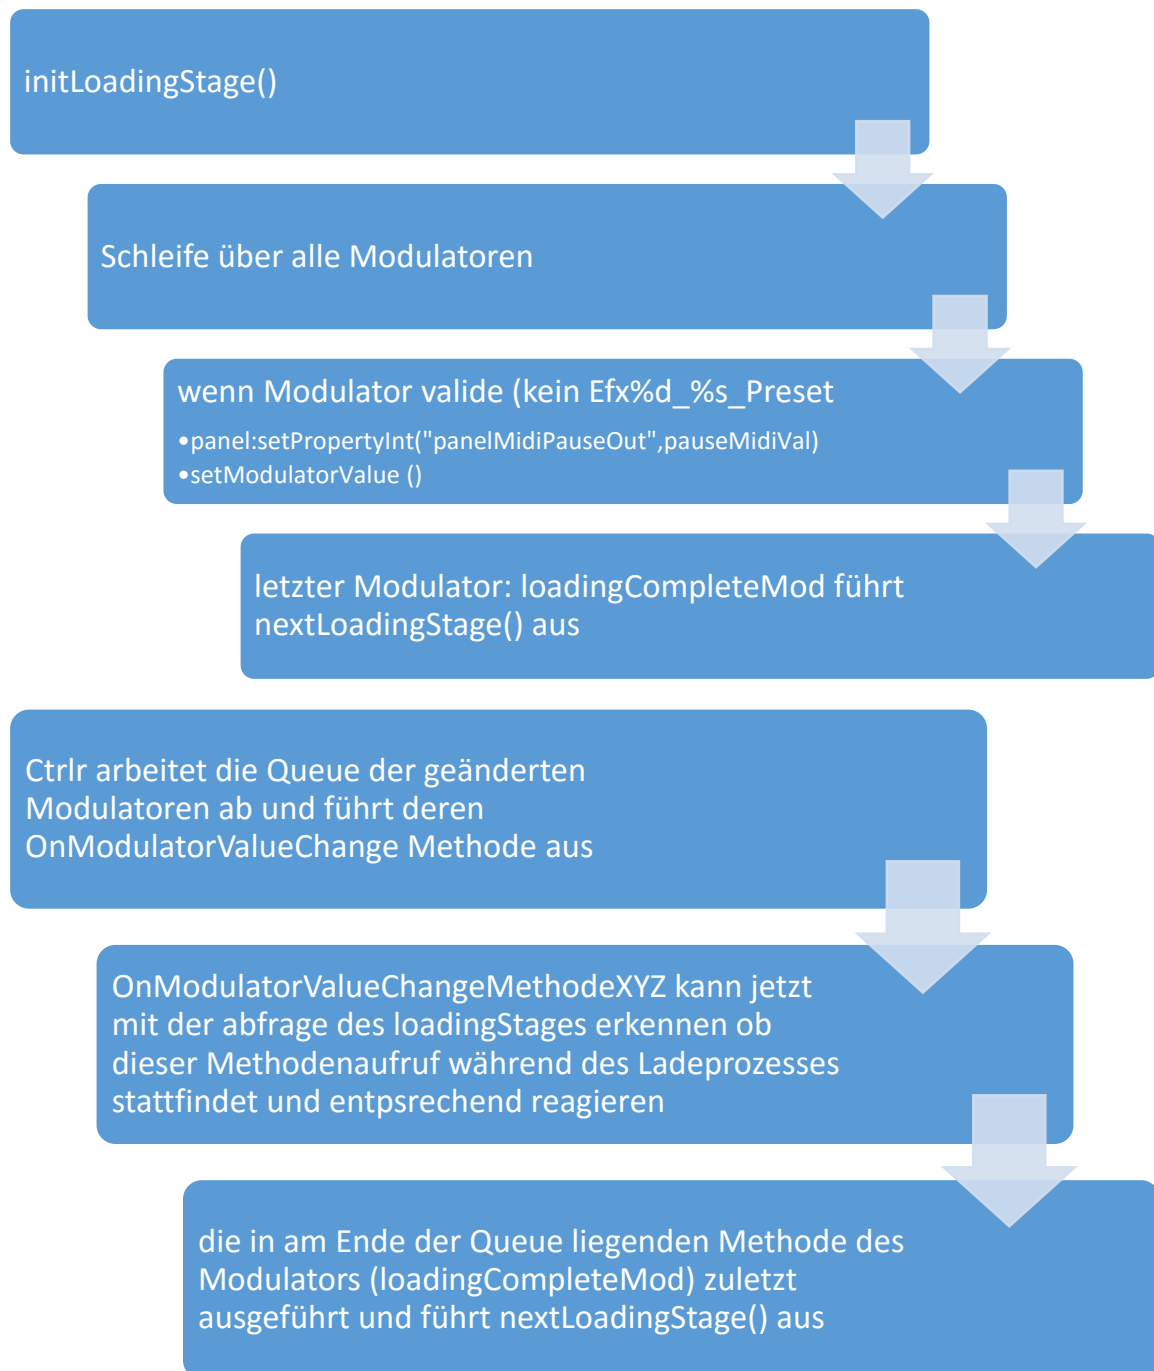 initLoadingStage()
Schleife über alle Modulatoren
wenn Modulator valide (kein Efx%d_%s_Preset
•panel:setPropertyInt("panelMidiPauseOut",pauseMidiVal)
•setModulatorValue ()
letzter Modulator: loadingCompleteMod führt
nextLoadingStage() aus
Ctrlr arbeitet die Queue der geänderten
Modulatoren ab und führt deren
OnModulatorValueChange Methode aus
OnModulatorValueChangeMethodeXYZ kann jetzt
mit der abfrage des loadingStages erkennen ob
dieser Methodenaufruf während des Ladeprozesses
stattfindet und entpsrechend reagieren
die in am Ende der Queue liegenden Methode des
Modulators (loadingCompleteMod) zuletzt
ausgeführt und führt nextLoadingStage() aus